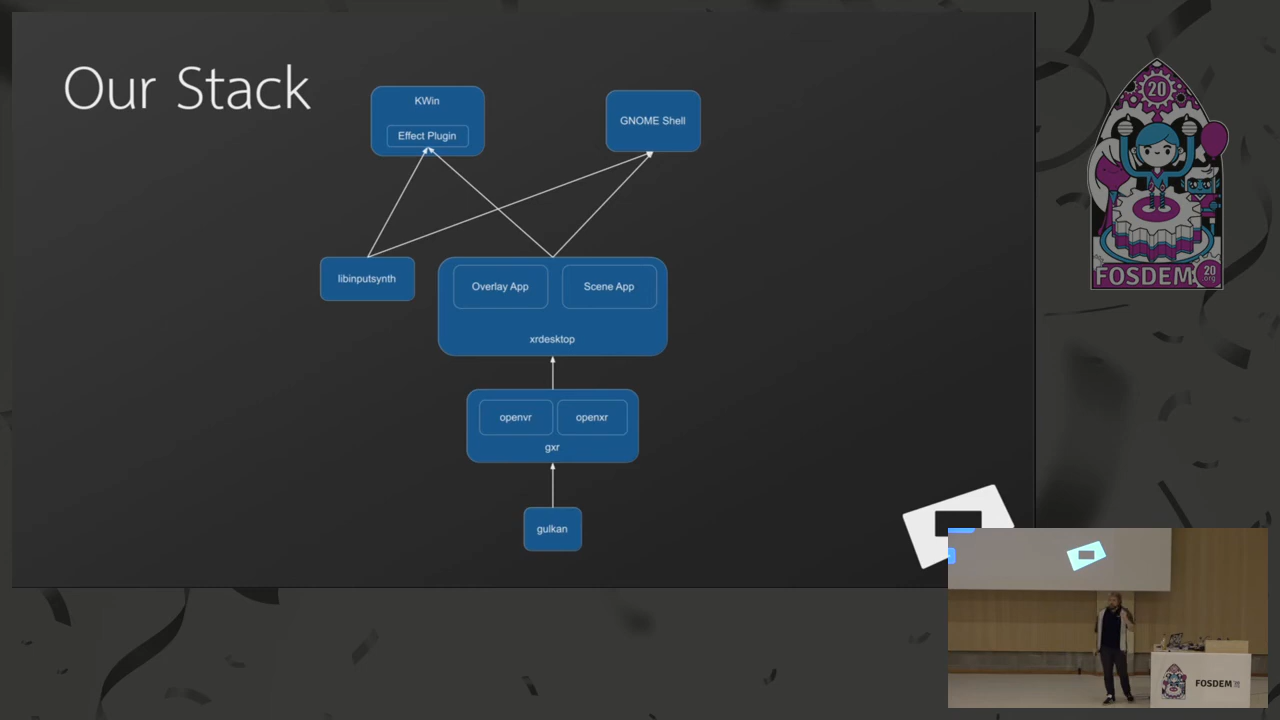 Our Stack
KWin
Effect Plugin
GNOME Shell
libinputsynth
Overlay App
Scene App
xrdesktop
openvr
openxr
gxr
gulkan
20
FOSDEM
20
.org
FOSDEM